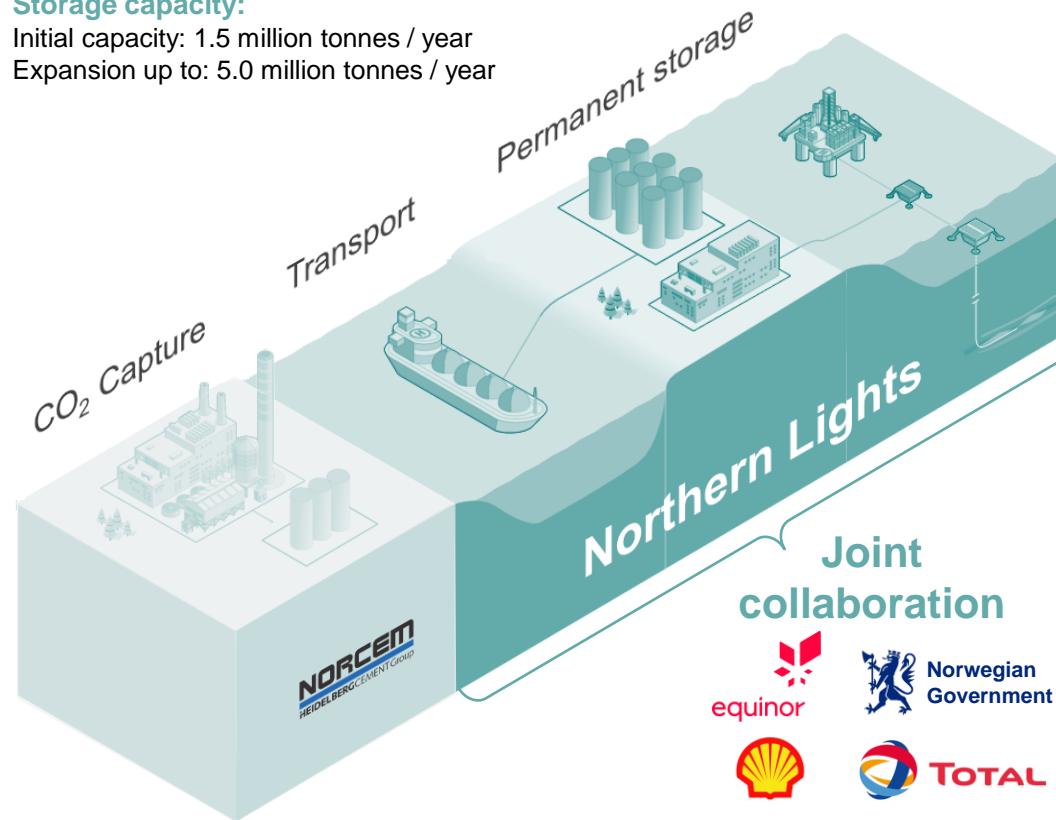 Storage capacity:
Initial capacity: 1.5 million tonnes / year
Expansion up to: 5.0 million tonnes / year
Permanent storage
Transport
CO₂ Capture
Northern Lights
NORCEM
HEIDELBERGCEMENT Group
Joint
collaboration
equinor
Norwegian
Government
TOTAL